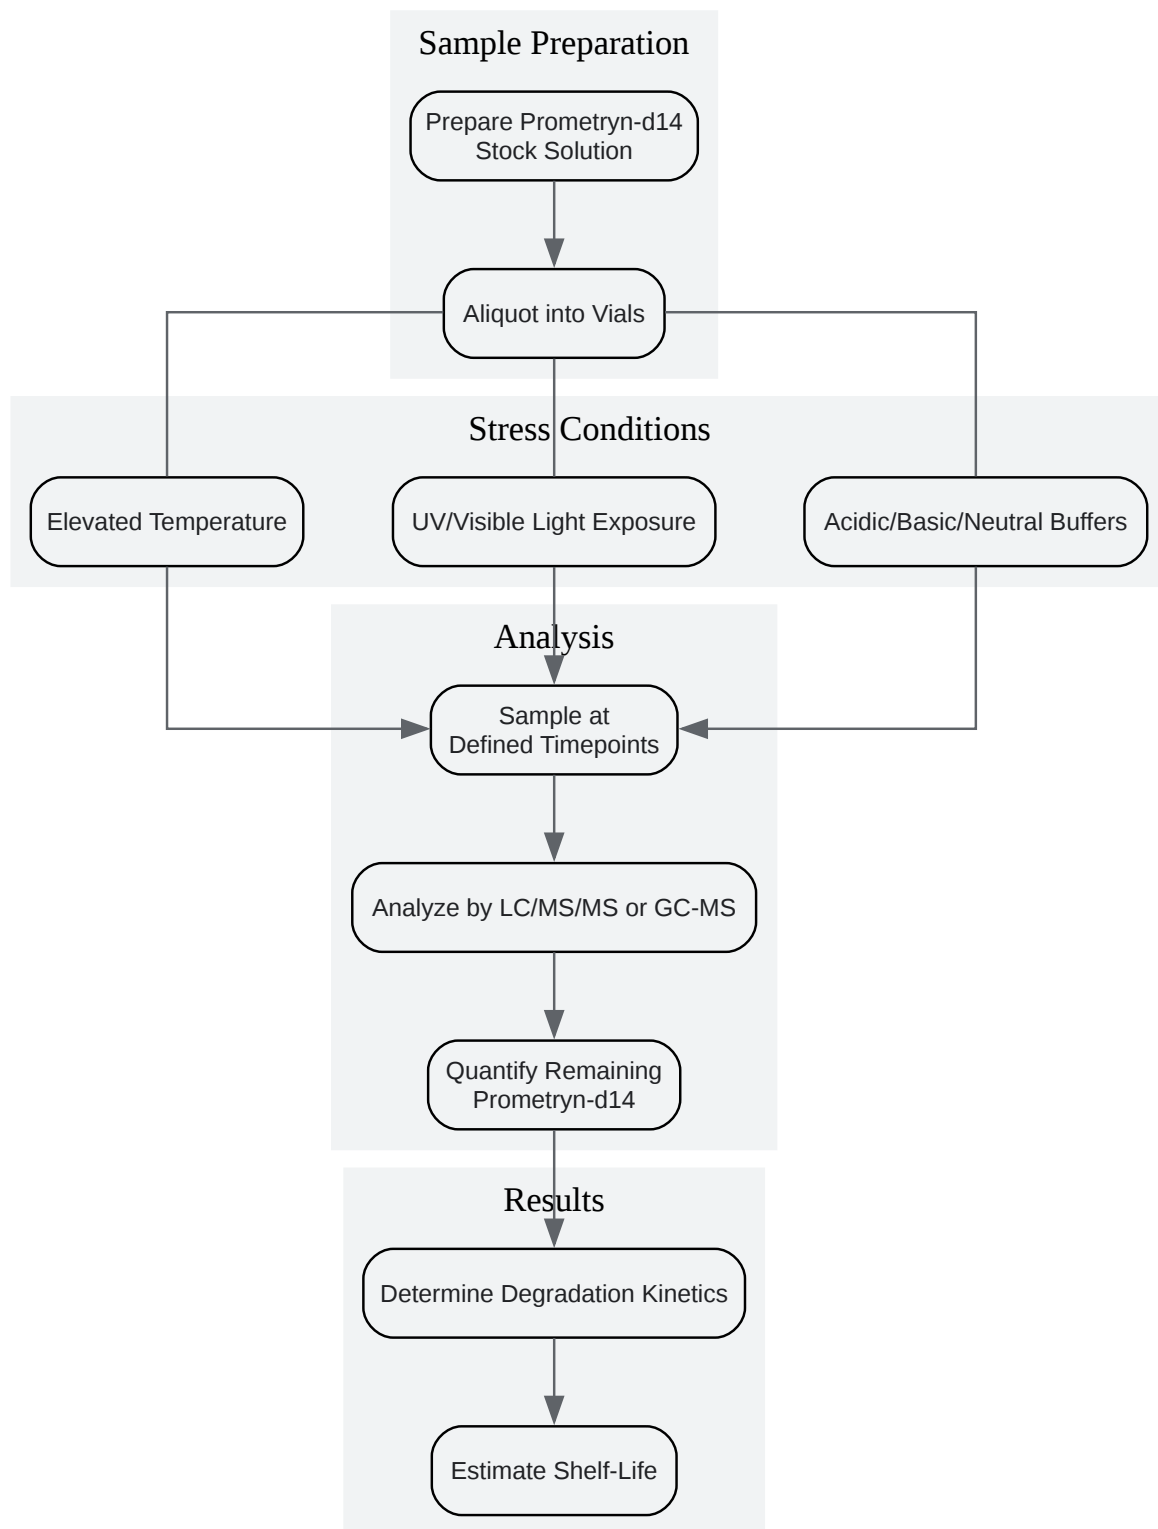 Sample Preparation
Prepare Prometryn-d14
Stock Solution
Aliquot into Vials
Stress Conditions
Elevated Temperature
UV/Visible Light Exposure
Acidic/Basic/Neutral Buffers
Analysis
Sample at
Defined Timepoints
Analyze by LC/MS/MS or GC-MS
Quantify Remaining
Prometryn-d14
Results
Determine Degradation Kinetics
Estimate Shelf-Life